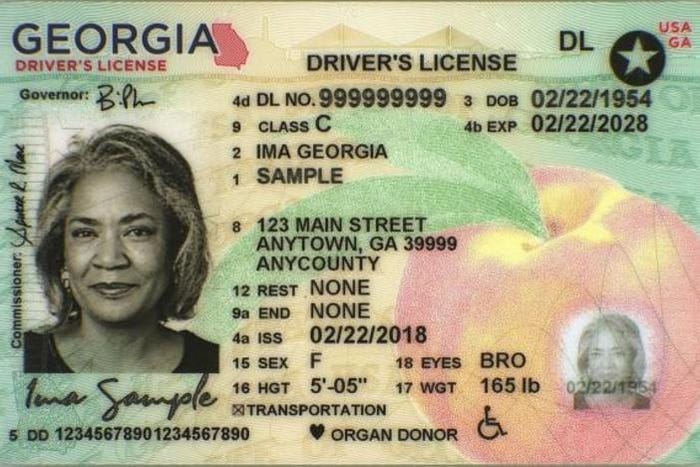 GEORGIA
USA
GA
DL
DRIVER'S LICENSE
DRIVER'S LICENSE
Governor:
4d DL NO. 999999999 3 DOB 02/22/1954
9 CLASS C 4b EXP 02/22/2028
2 IMA GEORGIA
1 SAMPLE
Commissioner:
8 123 MAIN STREET
ANYTOWN, GA 39999
ANYCOUNTY
12 REST NONE
9a END NONE
4a ISS 02/22/2018
15 SEX F 18 EYES BRO
16 HGT 5'-05" 17 WGT 165 lb
02/22/1954
Ima Sample
☒TRANSPORTATION
5 DD 12345678901234567890
♥ ORGAN DONOR